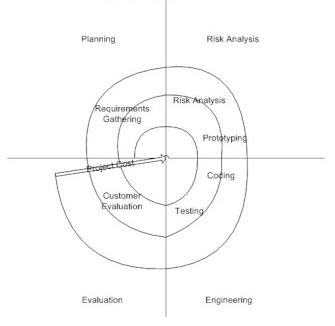 Planning
Risk Analysis
Requirements
Gathering
Risk Analysis
Prototyping
Project Cost
Coding
Customer
Evaluation
Testing
Evaluation
Engineering